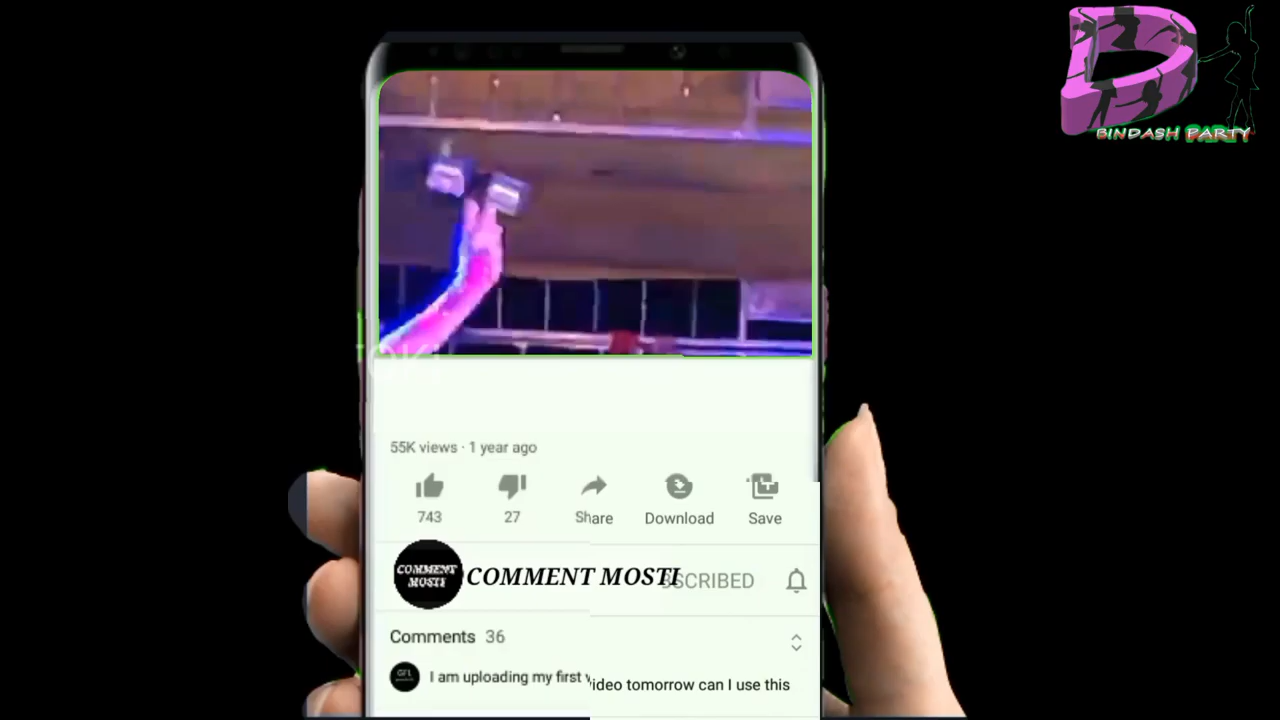 BINDASH PARTY
55K views · 1 year ago
743
27
Share
Download
Save
COMMENT
MOSTI
COMMENT MOSTI
SCRIBED
Comments 36
I am uploading my first video tomorrow can I use this